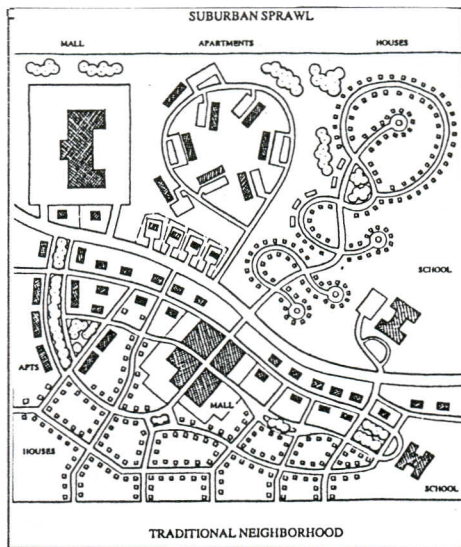 SUBURBAN SPRAWL
MALL APARTMENTS HOUSES
SCHOOL
APTS
MALL
HOUSES
SCHOOL
TRADITIONAL NEIGHBORHOOD